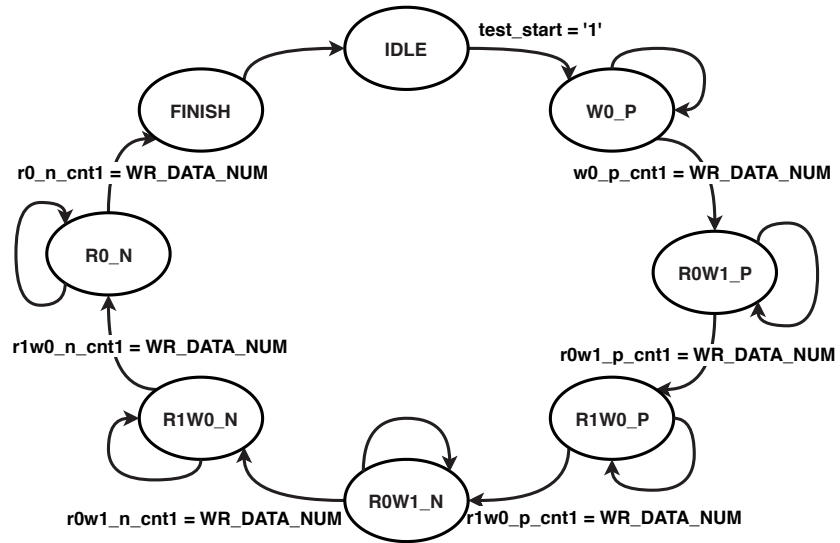 IDLE
test_start = '1'
FINISH
W0_P
r0_n_cnt1 = WR_DATA_NUM
w0_p_cnt1 = WR_DATA_NUM
R0_N
R0W1_P
r1w0_n_cnt1 = WR_DATA_NUM
r0w1_p_cnt1 = WR_DATA_NUM
R1W0_N
R1W0_P
R0W1_N
r0w1_n_cnt1 = WR_DATA_NUM
r1w0_p_cnt1 = WR_DATA_NUM